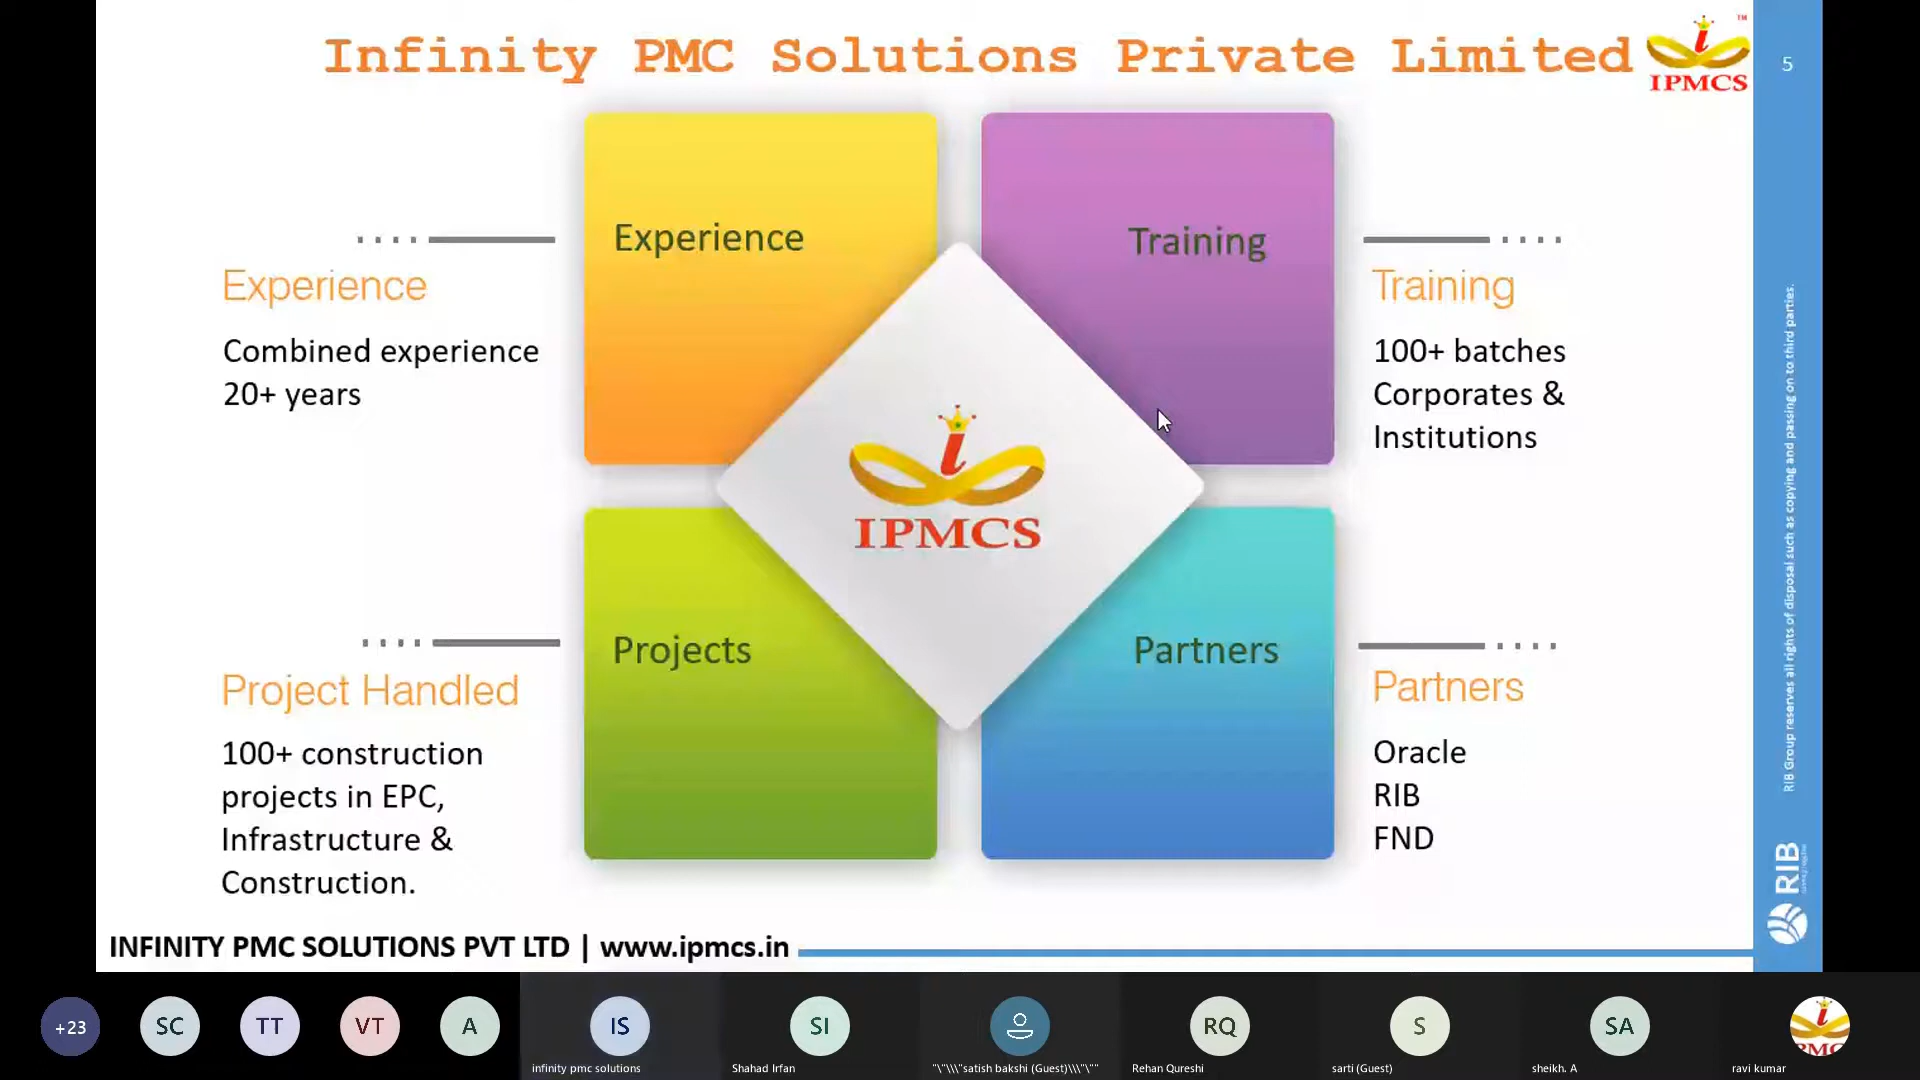 Infinity PMC Solutions Private Limited
TM
IPMCS
5
Experience
Training
Experience
Combined experience
20+ years
Training
100+ batches
Corporates &
Institutions
IPMCS
Projects
Partners
Project Handled
100+ construction
projects in EPC,
Infrastructure &
Construction.
Partners
Oracle
RIB
FND
RIB Group reserves all rights of disposal such as copying and passing on to third parties.
RIB
INFINITY PMC SOLUTIONS PVT LTD | www.ipmcs.in
+23
SC
TT
VT
A
IS
SI
RQ
S
SA
infinity pmc solutions
Shahad Irfan
"\"\\\"satish bakshi (Guest)\\\"\""
Rehan Qureshi
sarti (Guest)
sheikh. A
ravi kumar